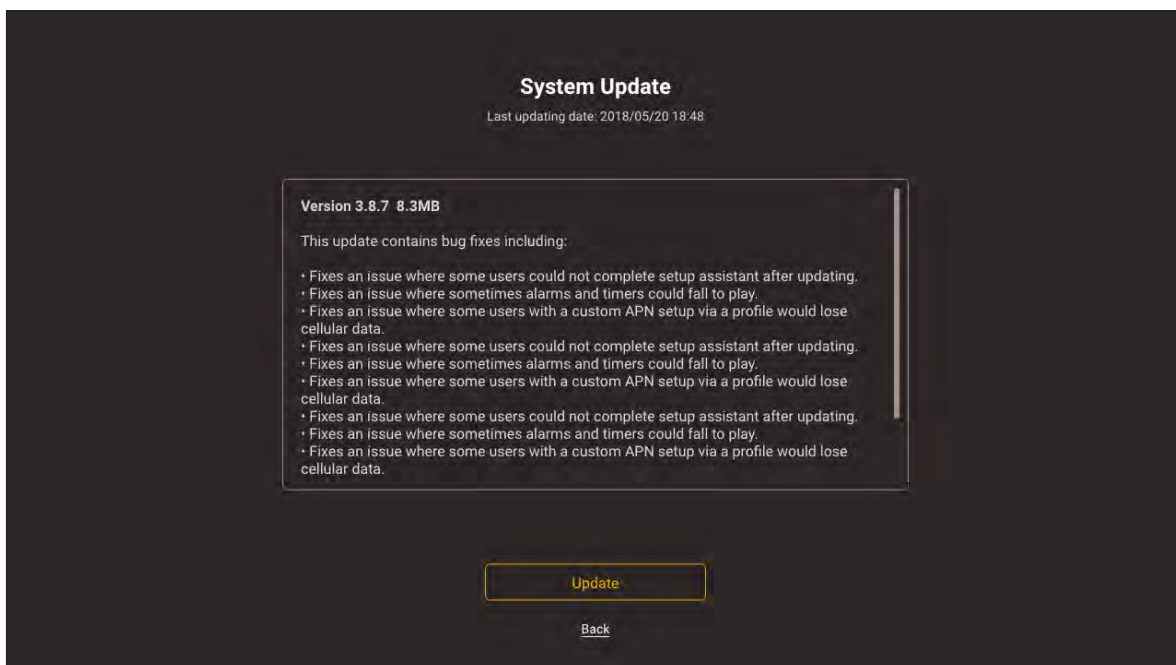 System Update
Last updating date: 2018/05/20 18:48
Version 3.8.7 8.3MB
This update contains bug fixes including:
• Fixes an issue where some users could not complete setup assistant after updating.
• Fixes an issue where sometimes alarms and timers could fall to play.
• Fixes an issue where some users with a custom APN setup via a profile would lose
cellular data.
• Fixes an issue where some users could not complete setup assistant after updating.
• Fixes an issue where sometimes alarms and timers could fall to play.
• Fixes an issue where some users with a custom APN setup via a profile would lose
cellular data.
• Fixes an issue where some users could not complete setup assistant after updating.
• Fixes an issue where sometimes alarms and timers could fall to play.
• Fixes an issue where some users with a custom APN setup via a profile would lose
cellular data.
Update
Back